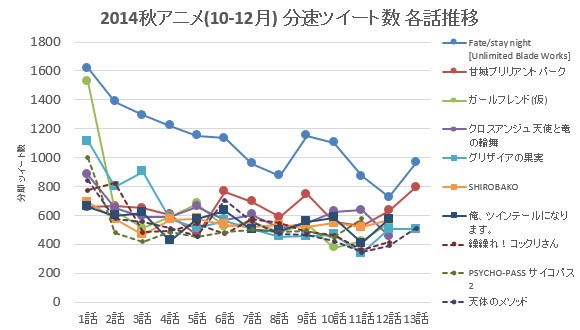 2014秋アニメ(10-12月) 分速ツイート数 各話推移
分却 ツイート数
1800
1600
1400
1200
1000
800
600
400
200
0
1話 2話 3話 4話 5話 6話 7話 8話 9話 10話 11話 12話 13話
Fate/stay night
[Unlimited Blade Works]
甘城ブリリアントパーク
ガールフレンド(仮)
クロスアンジュ 天使と竜
の輪舞
グリザイアの果実
SHIROBAKO
俺、ツインテールになり
ます。
繰繰れ！コックリさん
PSYCHO-PASS サイコパス
2
天体のメソッド